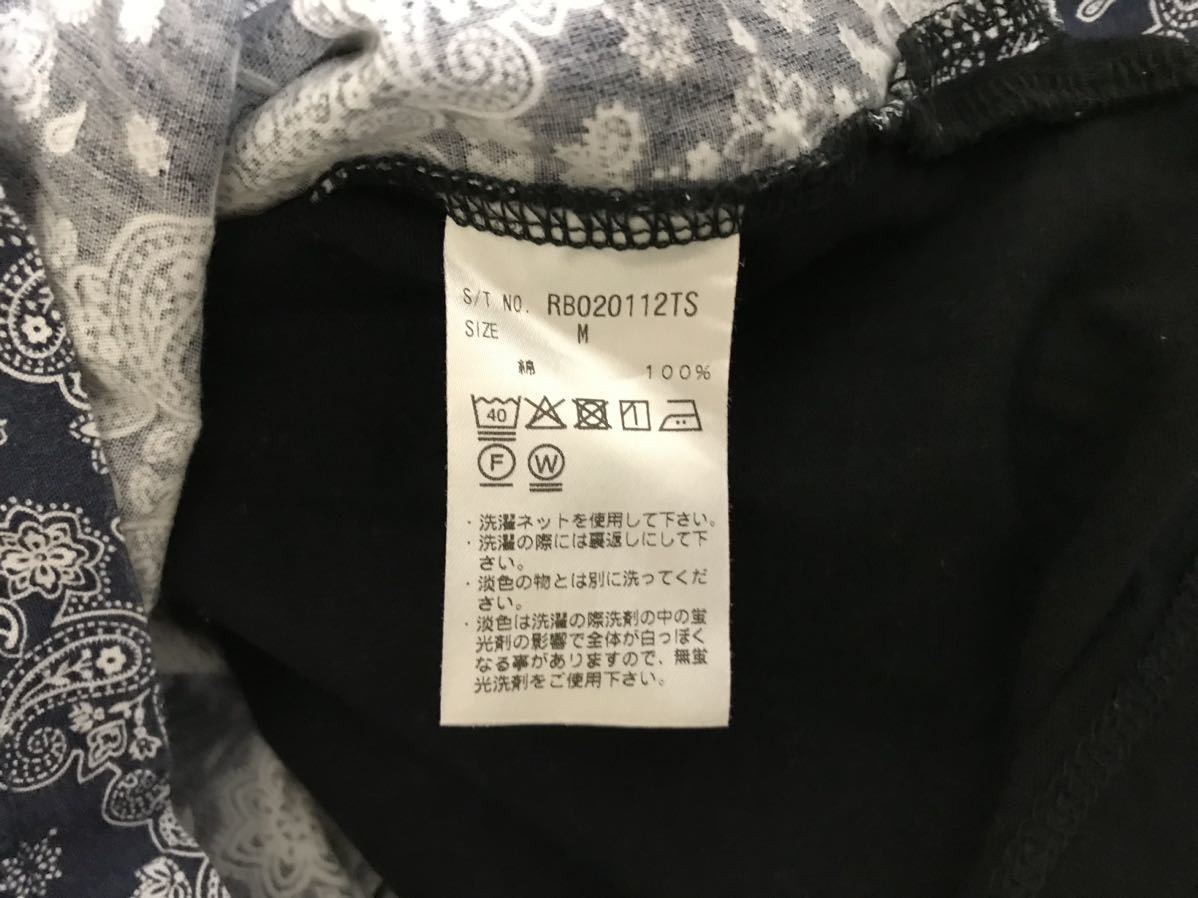 S/T NO. RB020112TS
SIZE M
綿 100%
40
F W
・洗濯ネットを使用して下さい。
・洗濯の際には裏返しにして下
さい。
・淡色の物とは別に洗ってくだ
さい。
・淡色は洗濯の際洗剤の中の蛍
光剤の影響で全体が白っぽく
なる事がありますので、無蛍
光洗剤をご使用下さい。